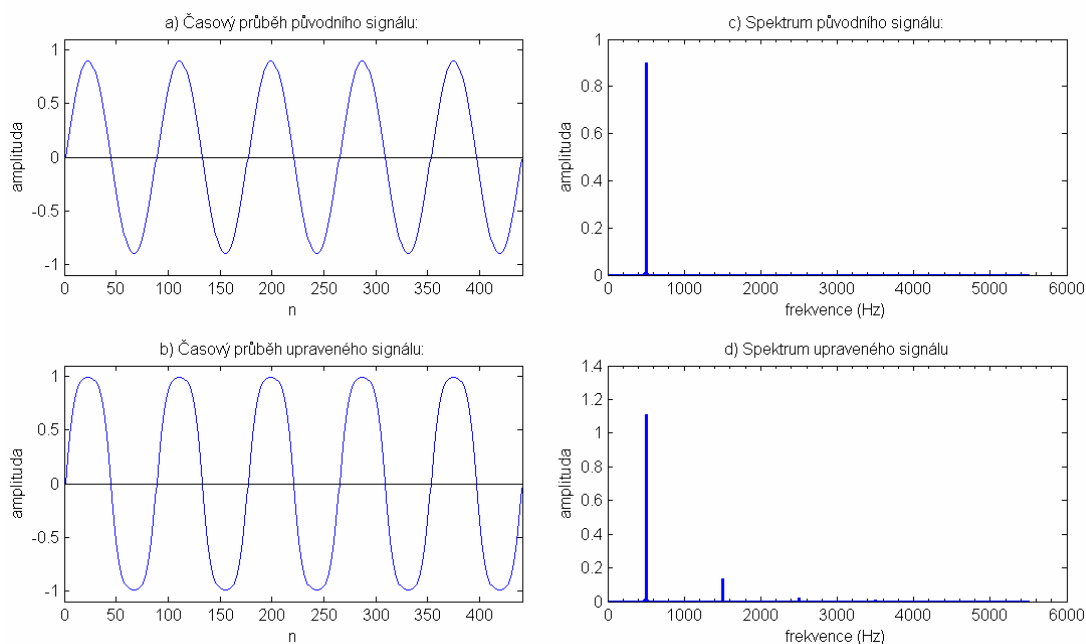 a) Časový průběh původního signálu:
1
0.5
0
-0.5
-1
amplituda
0 50 100 150 200 250 300 350 400
n
c) Spektrum původního signálu:
1
0.8
0.6
0.4
0.2
0
amplituda
0 1000 2000 3000 4000 5000 6000
frekvence (Hz)
b) Časový průběh upraveného signálu:
1
0.5
0
-0.5
-1
amplituda
0 50 100 150 200 250 300 350 400
n
d) Spektrum upraveného signálu
1.4
1.2
1
0.8
0.6
0.4
0.2
0
amplituda
0 1000 2000 3000 4000 5000 6000
frekvence (Hz)